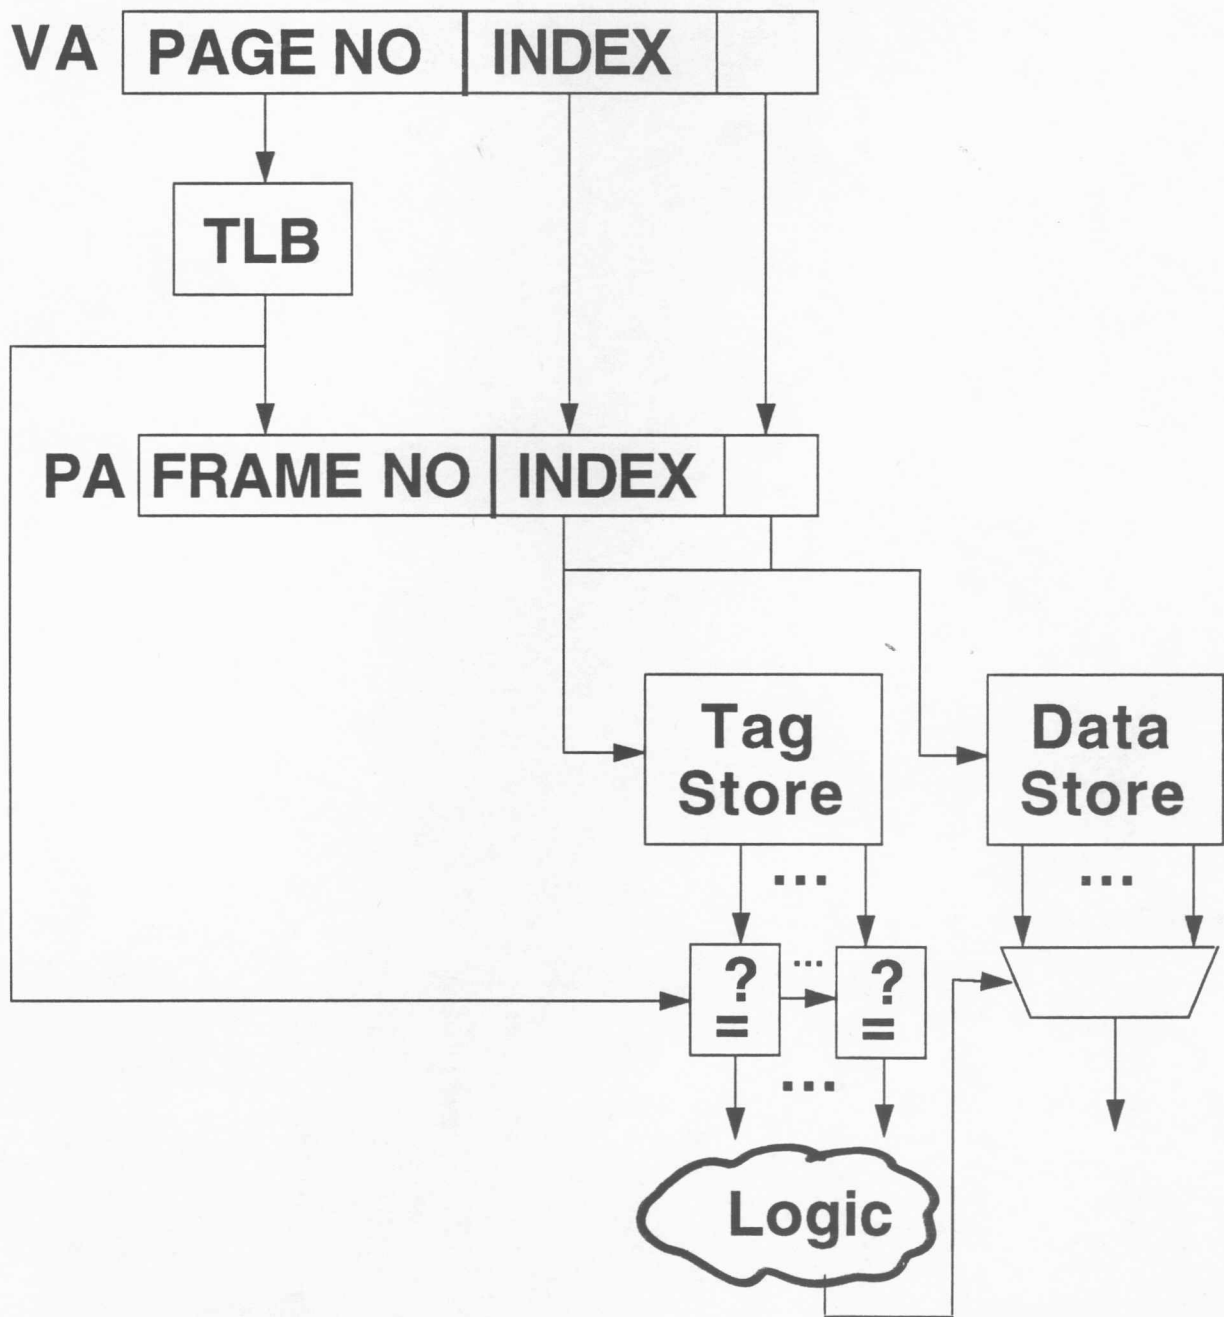 VA PAGE NO INDEX
TLB
PA FRAME NO INDEX
Tag
Store
Data
Store
...
...
?
=
...
?
=
...
Logic